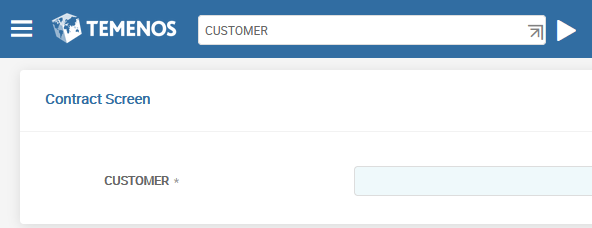 TEMENOS CUSTOMER
Contract Screen
CUSTOMER *